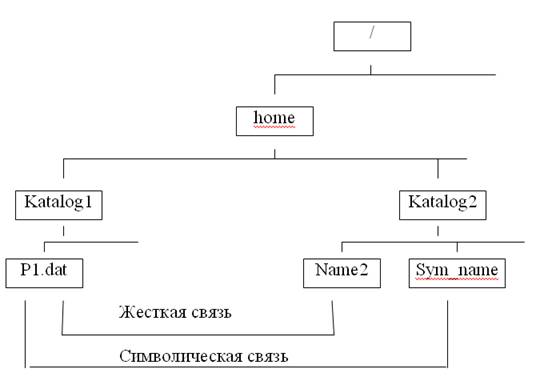 /
home
Katalog1
Katalog2
P1.dat
Name2
Sym_name
Жесткая связь
Символическая связь